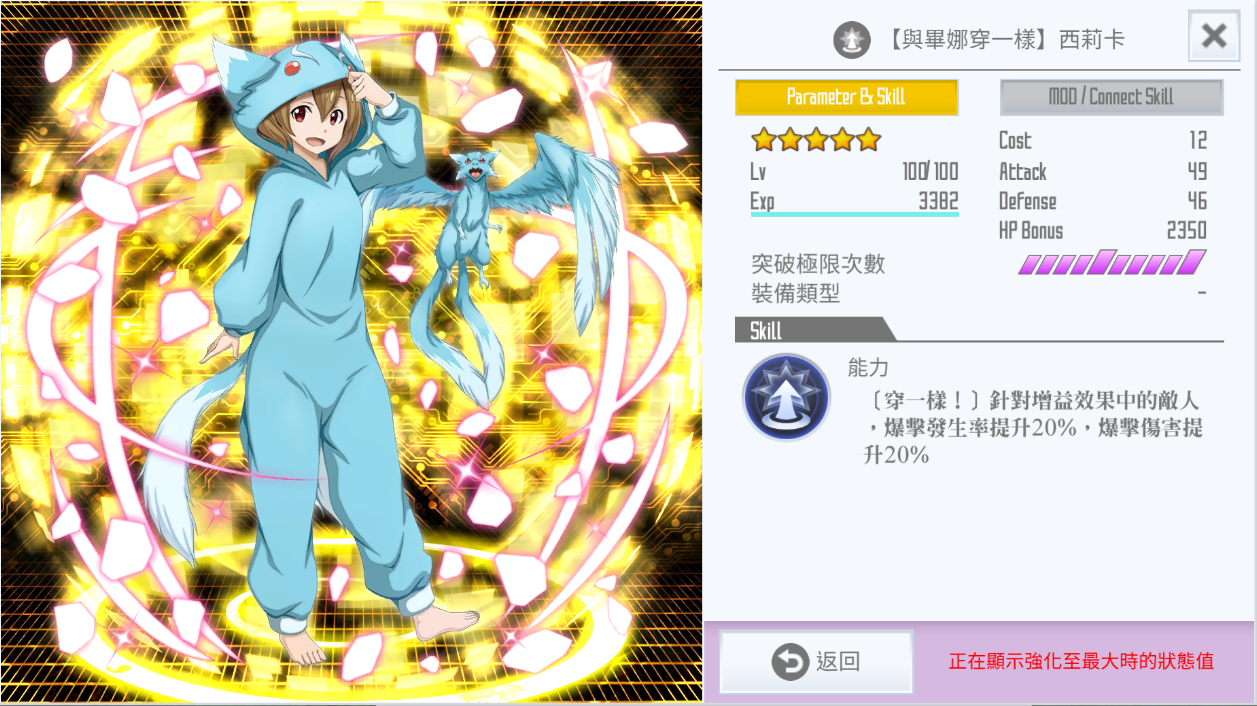 【與畢娜穿一樣】西莉卡
Parameter & Skill
MOD / Connect Skill
Lv 100/100
Exp 3382
Cost 12
Attack 49
Defense 46
HP Bonus 2350
突破極限次數
裝備類型 -
Skill
能力
〔穿一樣！〕針對增益效果中的敵人
，爆擊發生率提升20%，爆擊傷害提
升20%
返回
正在顯示強化至最大時的狀態值